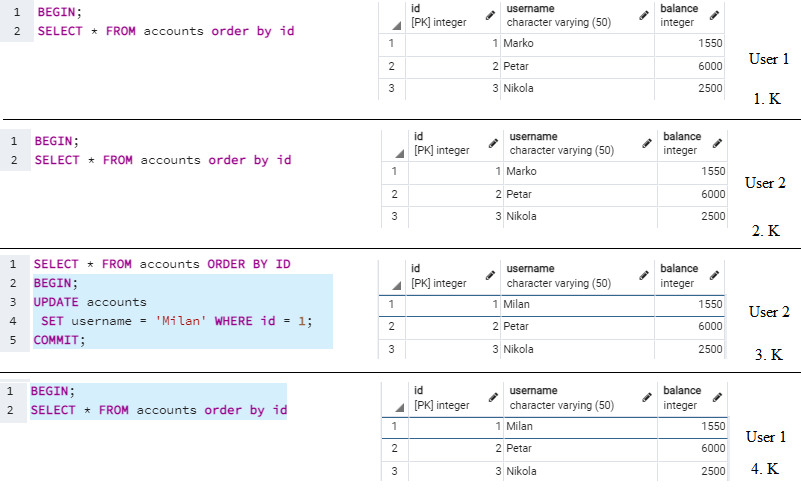 1 BEGIN;
2 SELECT * FROM accounts order by id
id [PK] integer username character varying (50) balance integer
1 1 Marko 1550
2 2 Petar 6000
3 3 Nikola 2500
User 1
1. K
1 BEGIN;
2 SELECT * FROM accounts order by id
id [PK] integer username character varying (50) balance integer
1 1 Marko 1550
2 2 Petar 6000
3 3 Nikola 2500
User 2
2. K
1 SELECT * FROM accounts ORDER BY ID
2 BEGIN;
3 UPDATE accounts
4 SET username = 'Milan' WHERE id = 1;
5 COMMIT;
id [PK] integer username character varying (50) balance integer
1 1 Milan 1550
2 2 Petar 6000
3 3 Nikola 2500
User 2
3. K
1 BEGIN;
2 SELECT * FROM accounts order by id
id [PK] integer username character varying (50) balance integer
1 1 Milan 1550
2 2 Petar 6000
3 3 Nikola 2500
User 1
4. K